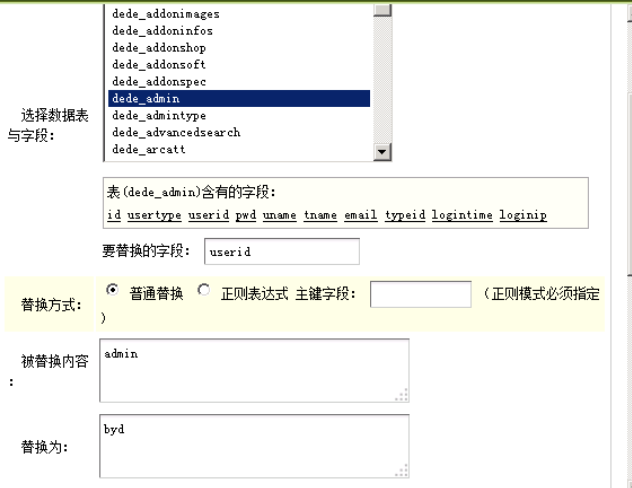 dede_addonimages
dede_addoninfos
dede_addonshop
dede_addonsoft
dede_addonspec
dede_admin
dede_admintype
dede_advancedsearch
dede_arcatt
选择数据表
与字段：
表(dede_admin)含有的字段：
id usertype userid pwd uname tname email typeid logintime loginip
要替换的字段： userid
替换方式： 普通替换 正则表达式 主键字段： （正则模式必须指定
）
被替换内容
：
admin
替换为：
byd